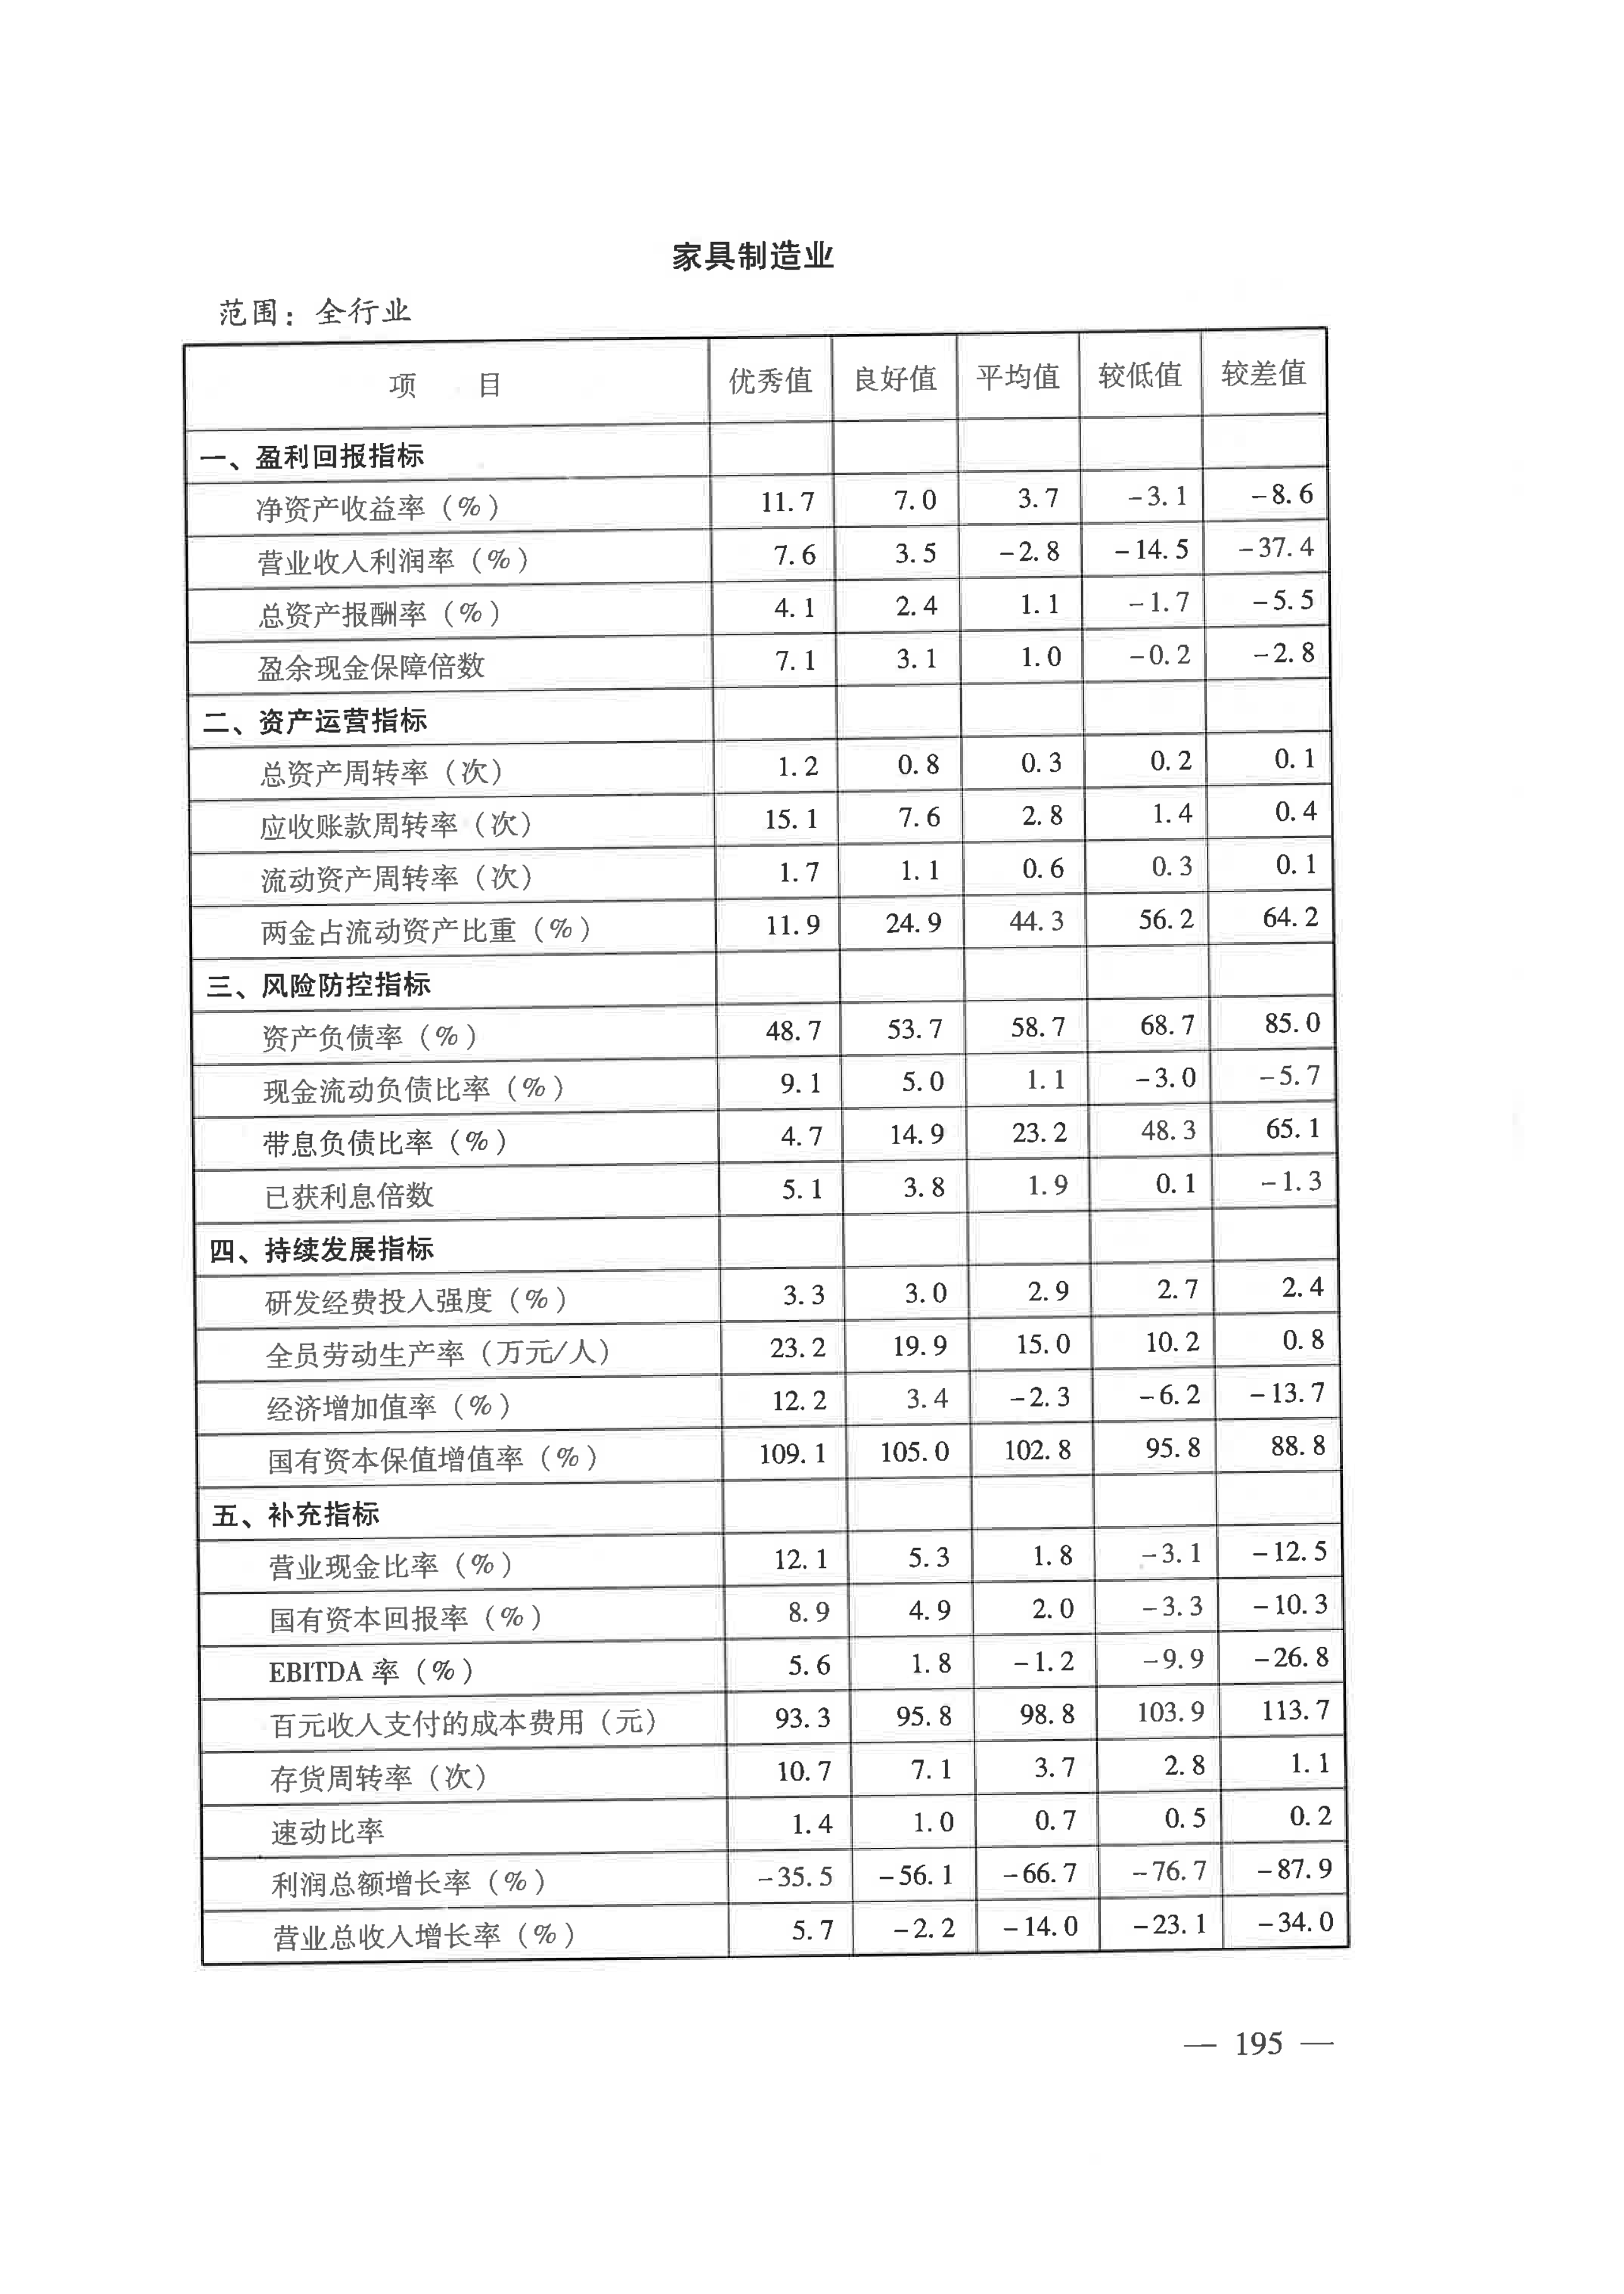 家具制造业
范围：全行业
项 目 优秀值 良好值 平均值 较低值 较差值
一、盈利回报指标
净资产收益率（%） 11.7 7.0 3.7 -3.1 -8.6
营业收入利润率（%） 7.6 3.5 -2.8 -14.5 -37.4
总资产报酬率（%） 4.1 2.4 1.1 -1.7 -5.5
盈余现金保障倍数 7.1 3.1 1.0 -0.2 -2.8
二、资产运营指标
总资产周转率（次） 1.2 0.8 0.3 0.2 0.1
应收账款周转率（次） 15.1 7.6 2.8 1.4 0.4
流动资产周转率（次） 1.7 1.1 0.6 0.3 0.1
两金占流动资产比重（%） 11.9 24.9 44.3 56.2 64.2
三、风险防控指标
资产负债率（%） 48.7 53.7 58.7 68.7 85.0
现金流动负债比率（%） 9.1 5.0 1.1 -3.0 -5.7
带息负债比率（%） 4.7 14.9 23.2 48.3 65.1
已获利息倍数 5.1 3.8 1.9 0.1 -1.3
四、持续发展指标
研发经费投入强度（%） 3.3 3.0 2.9 2.7 2.4
全员劳动生产率（万元/人） 23.2 19.9 15.0 10.2 0.8
经济增加值率（%） 12.2 3.4 -2.3 -6.2 -13.7
国有资本保值增值率（%） 109.1 105.0 102.8 95.8 88.8
五、补充指标
营业现金比率（%） 12.1 5.3 1.8 -3.1 -12.5
国有资本回报率（%） 8.9 4.9 2.0 -3.3 -10.3
EBITDA 率（%） 5.6 1.8 -1.2 -9.9 -26.8
百元收入支付的成本费用（元） 93.3 95.8 98.8 103.9 113.7
存货周转率（次） 10.7 7.1 3.7 2.8 1.1
速动比率 1.4 1.0 0.7 0.5 0.2
利润总额增长率（%） -35.5 -56.1 -66.7 -76.7 -87.9
营业总收入增长率（%） 5.7 -2.2 -14.0 -23.1 -34.0
— 195 —